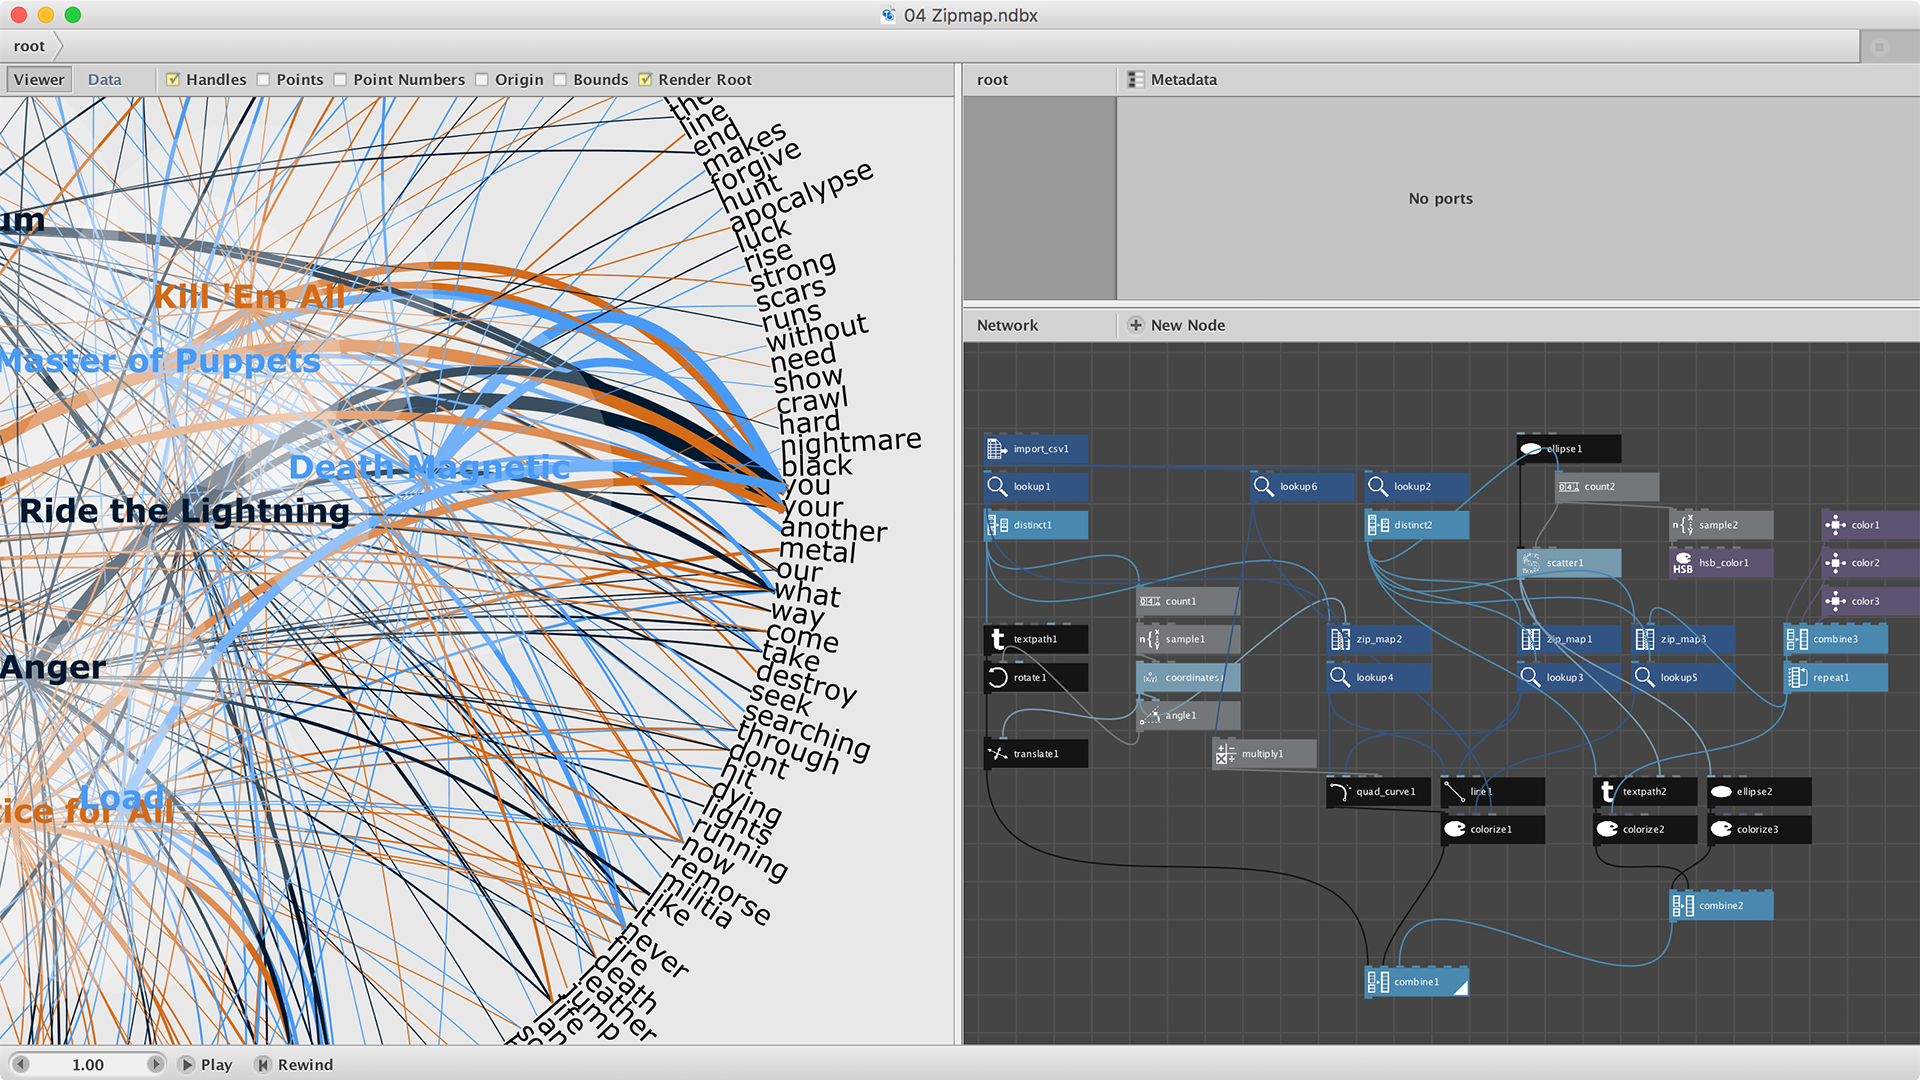 04 Zipmap.ndbx
root
Viewer Data Handles Points Point Numbers Origin Bounds Render Root
root Metadata
No ports
Network New Node
the
line
end
makes
forgive
hunt
apocalypse
luck
rise
strong
scars
runs
without
need
show
crawl
hard
nightmare
black
you
your
another
metal
our
what
way
come
take
destroy
seek
searching
through
dont
hit
dying
lights
running
now
remorse
militia
like
it
never
fire
death
leather
jump
life
um
Kill 'Em All
Master of Puppets
Death Magnetic
Ride the Lightning
Anger
Load
ice for All
import_csv1
ellipse1
lookup1
lookup6
lookup2
count2
distinct1
distinct2
sample2
color1
scatter1
hsb_color1
color2
count1
color3
textpath1
sample1
zip_map2
zip_map1
zip_map3
combine3
rotate1
coordinates1
lookup4
lookup3
lookup5
repeat1
angle1
translate1
multiply1
quad_curve1
line1
textpath2
ellipse2
colorize1
colorize2
colorize3
combine2
combine1
1.00 Play Rewind